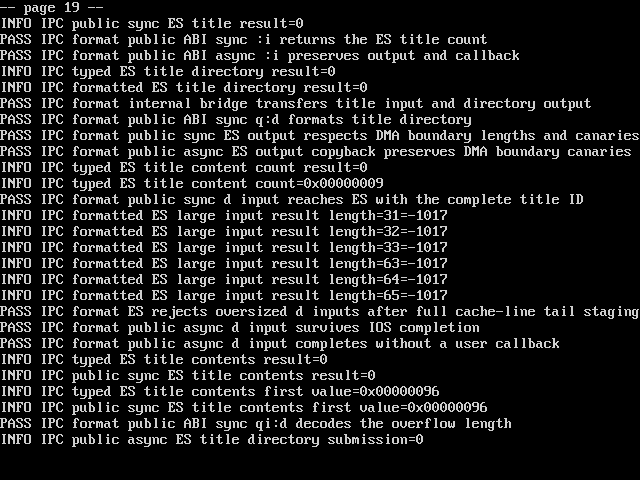 -- page 19 --
INFO IPC public sync ES title result=0
PASS IPC format public ABI sync :i returns the ES title count
PASS IPC format public ABI async :i preserves output and callback
INFO IPC typed ES title directory result=0
INFO IPC formatted ES title directory result=0
PASS IPC format internal bridge transfers title input and directory output
PASS IPC format public ABI sync q:d formats title directory
PASS IPC format public sync ES output respects DMA boundary lengths and canaries
PASS IPC format public async ES output copyback preserves DMA boundary canaries
INFO IPC typed ES title content count result=0
INFO IPC typed ES title content count=0x00000009
PASS IPC format public sync d input reaches ES with the complete title ID
INFO IPC formatted ES large input result length=31=-1017
INFO IPC formatted ES large input result length=32=-1017
INFO IPC formatted ES large input result length=33=-1017
INFO IPC formatted ES large input result length=63=-1017
INFO IPC formatted ES large input result length=64=-1017
INFO IPC formatted ES large input result length=65=-1017
PASS IPC format ES rejects oversized d inputs after full cache-line tail staging
PASS IPC format public async d input survives IOS completion
PASS IPC format public async d input completes without a user callback
INFO IPC typed ES title contents result=0
INFO IPC public sync ES title contents result=0
INFO IPC typed ES title contents first value=0x00000096
INFO IPC public sync ES title contents first value=0x00000096
PASS IPC format public ABI sync qi:d decodes the overflow length
INFO IPC public async ES title directory submission=0